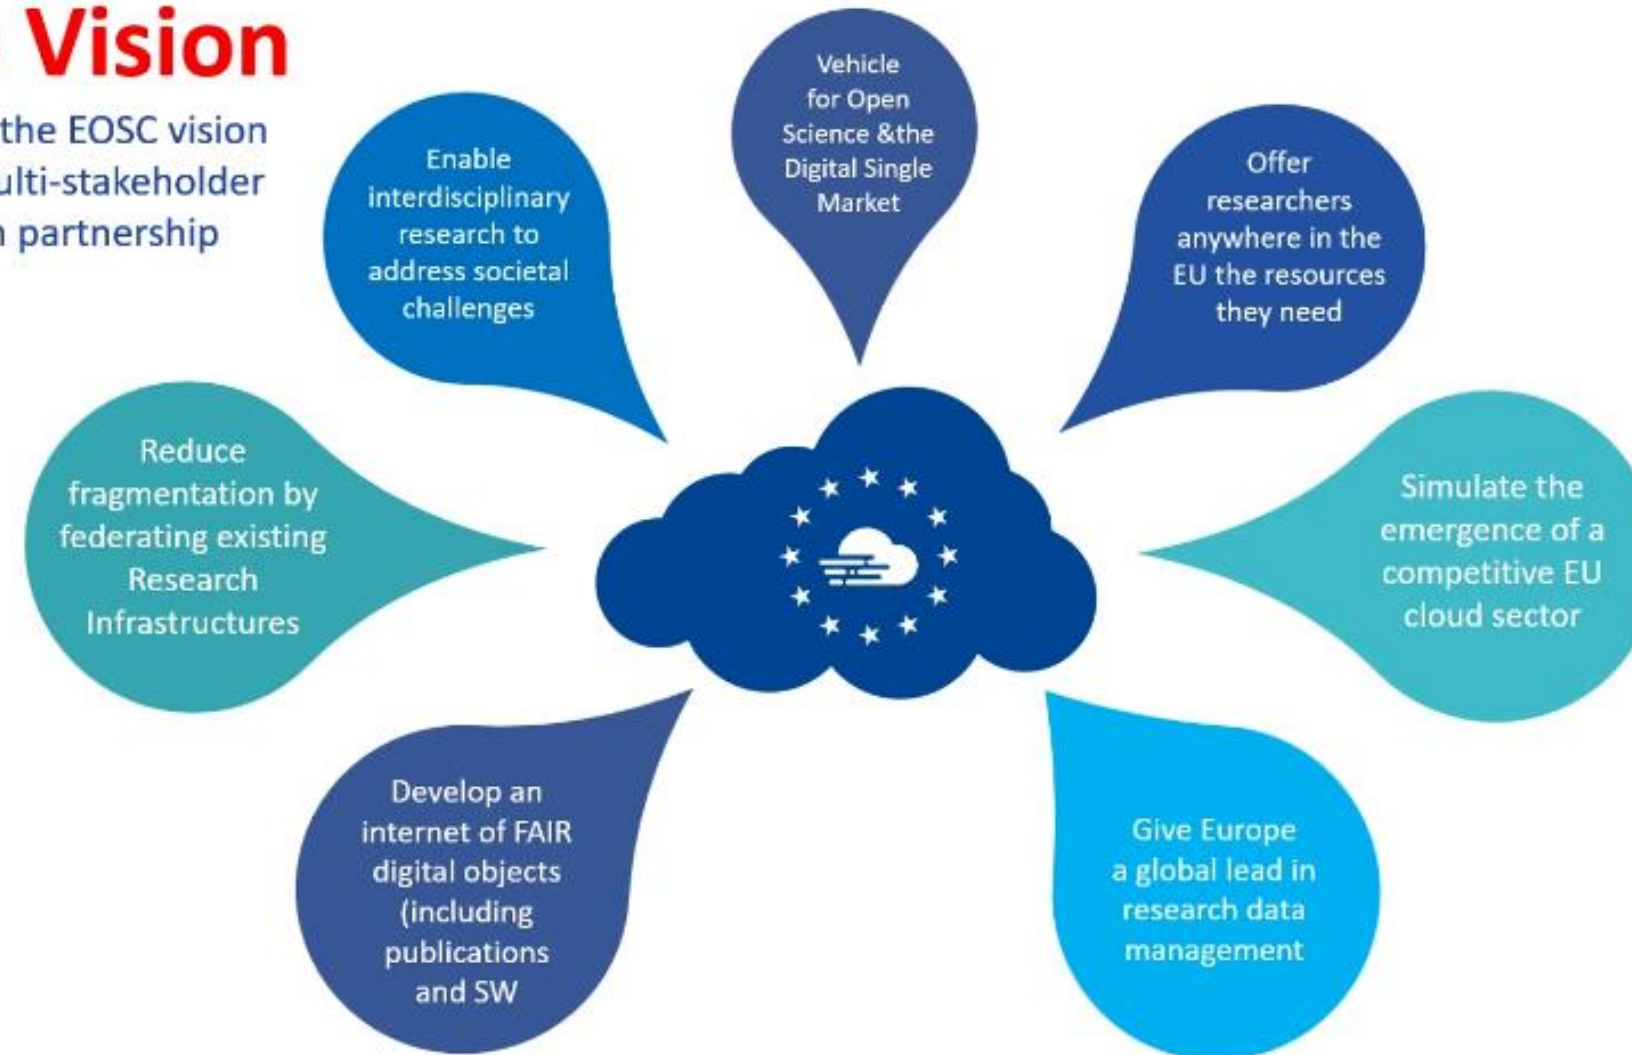 Vision
the EOSC vision
ulti-stakeholder
partnership
Vehicle
for Open
Science &the
Digital Single
Market
Enable
interdisciplinary
research to
address societal
challenges
Offer
researchers
anywhere in the
EU the resources
they need
Reduce
fragmentation by
federating existing
Research
Infrastructures
Simulate the
emergence of a
competitive EU
cloud sector
Develop an
internet of FAIR
digital objects
(including
publications
and SW
Give Europe
a global lead in
research data
management